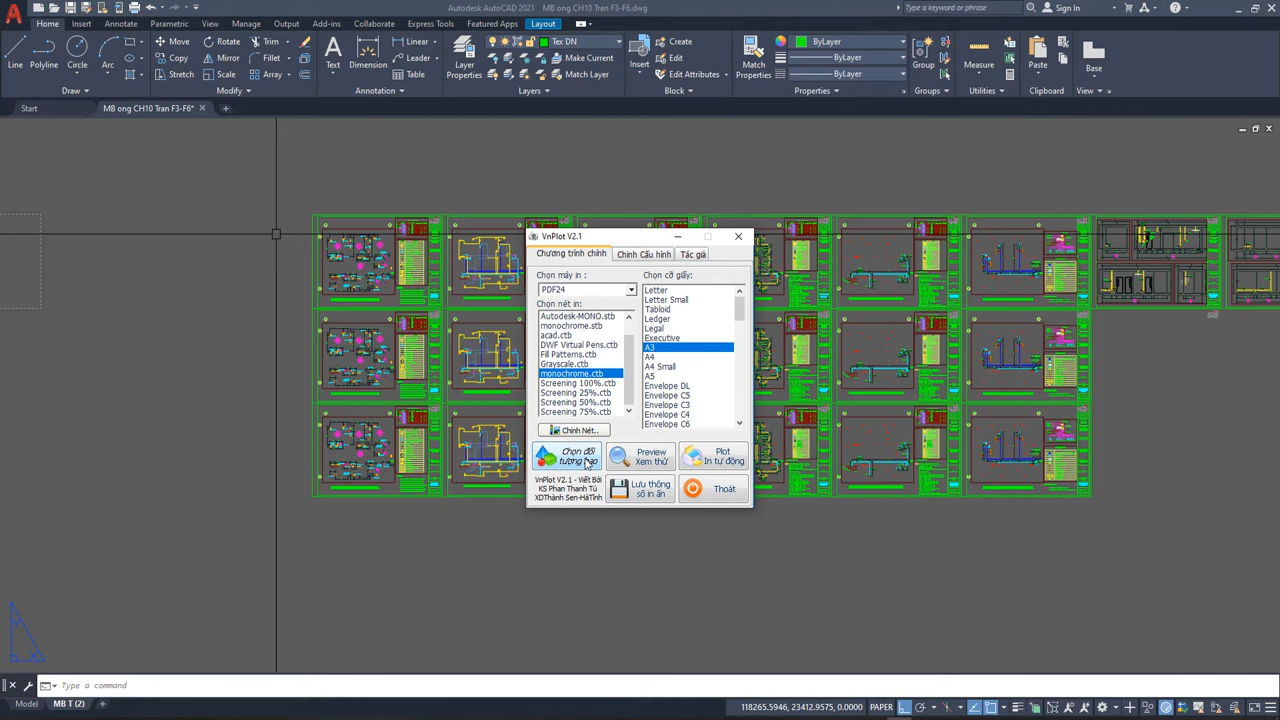 Autodesk AutoCAD 2021   MB ong CH10 Tran F3-F6.dwg
Type a keyword or phrase
Sign In
Home Insert Annotate Parametric View Manage Output Add-ins Collaborate Express Tools Featured Apps Layout
Line Polyline Circle Arc
Move Rotate Trim
Copy Mirror Fillet
Stretch Scale Array
Text Dimension
Linear
Leader
Table
Layer Properties
Tex DN
Make Current
Match Layer
Insert
Create
Edit
Edit Attributes
Match Properties
ByLayer
ByLayer
ByLayer
Group
Measure
Paste
Base
Draw Modify Annotation Layers Block Properties Groups Utilities Clipboard View
Start MB ong CH10 Tran F3-F6*
VnPlot V2.1
Chương trình chính Chỉnh Cấu hình Tác giả
Chọn máy in :
PDF24
Chọn nét in:
Autodesk-MONO.stb
monochrome.stb
acad.ctb
DWF Virtual Pens.ctb
Fill Patterns.ctb
Grayscale.ctb
monochrome.ctb
Screening 100%.ctb
Screening 25%.ctb
Screening 50%.ctb
Screening 75%.ctb
Chỉnh Nét..
Chọn cỡ giấy:
Letter
Letter Small
Tabloid
Ledger
Legal
Executive
A3
A4
A4 Small
A5
Envelope DL
Envelope C5
Envelope C3
Envelope C4
Envelope C6
Chọn đối
tượng
Preview
Xem thử
Plot
In tự động
VnPlot V2.1 - Viết Bởi
KS Phan Thanh Tú
XDThành Sen-HàTĩnh
Lưu thông
số in ấn
Thoát
Type a command
Model MB T (2)
118265.5946, 23412.9575, 0.0000 PAPER